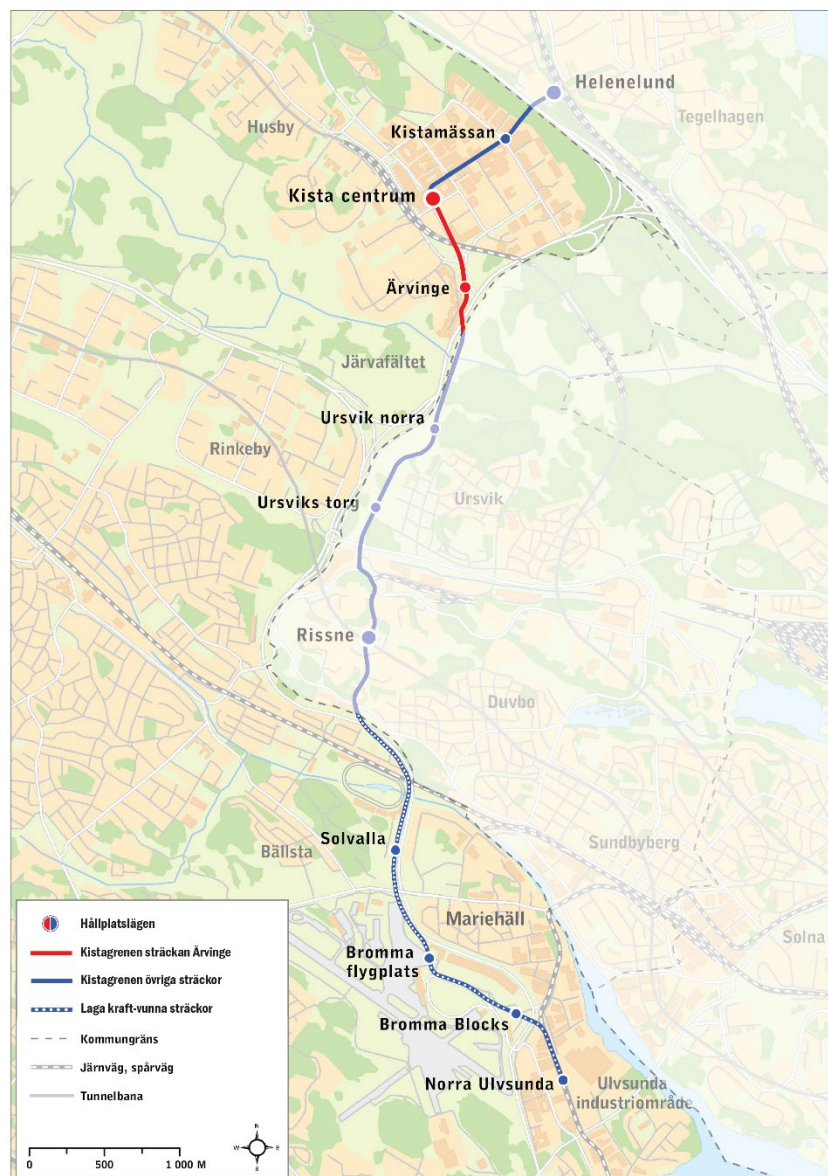 Helenelund
Tegelhagen
Husby
Kistamässan
Kista centrum
Ärvinge
Järvafältet
Ursvik norra
Rinkeby
Ursviks torg
Ursvik
Rissne
Duvbo
Solvalla
Bällsta
Sundbyberg
Mariehäll
Solna
Bromma
flygplats
Bromma Blocks
Norra Ulvsunda
Ulvsunda
industriområde
Hållplatslägen
Kistagrenen sträckan Ärvinge
Kistagrenen övriga sträckor
Laga kraft-vunna sträckor
Kommungräns
Järnväg, spårväg
Tunnelbana
0 500 1 000 M
N
W E
S